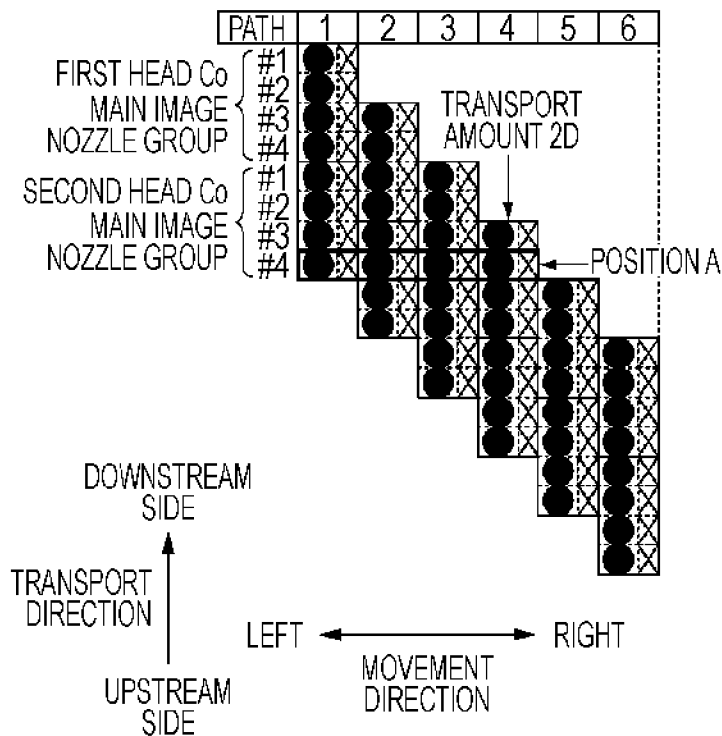 PATH 1 2 3 4 5 6
FIRST HEAD Co
MAIN IMAGE
NOZZLE GROUP
#1
#2
#3
#4
SECOND HEAD Co
MAIN IMAGE
NOZZLE GROUP
#1
#2
#3
#4
TRANSPORT
AMOUNT 2D
POSITION A
DOWNSTREAM
SIDE
TRANSPORT
DIRECTION
UPSTREAM
SIDE
LEFT
RIGHT
MOVEMENT
DIRECTION